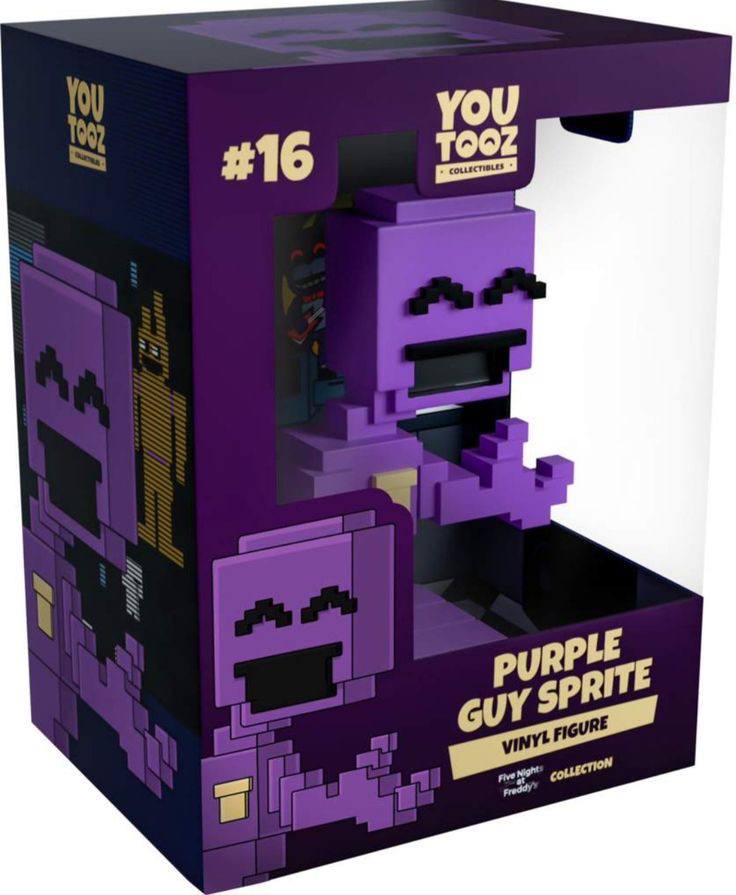 YOU
TOOZ
COLLECTIBLES
#16
YOU
TOOZ
• COLLECTIBLES •
PURPLE
GUY SPRITE
VINYL FIGURE
Five Nights
at
Freddy's
COLLECTION